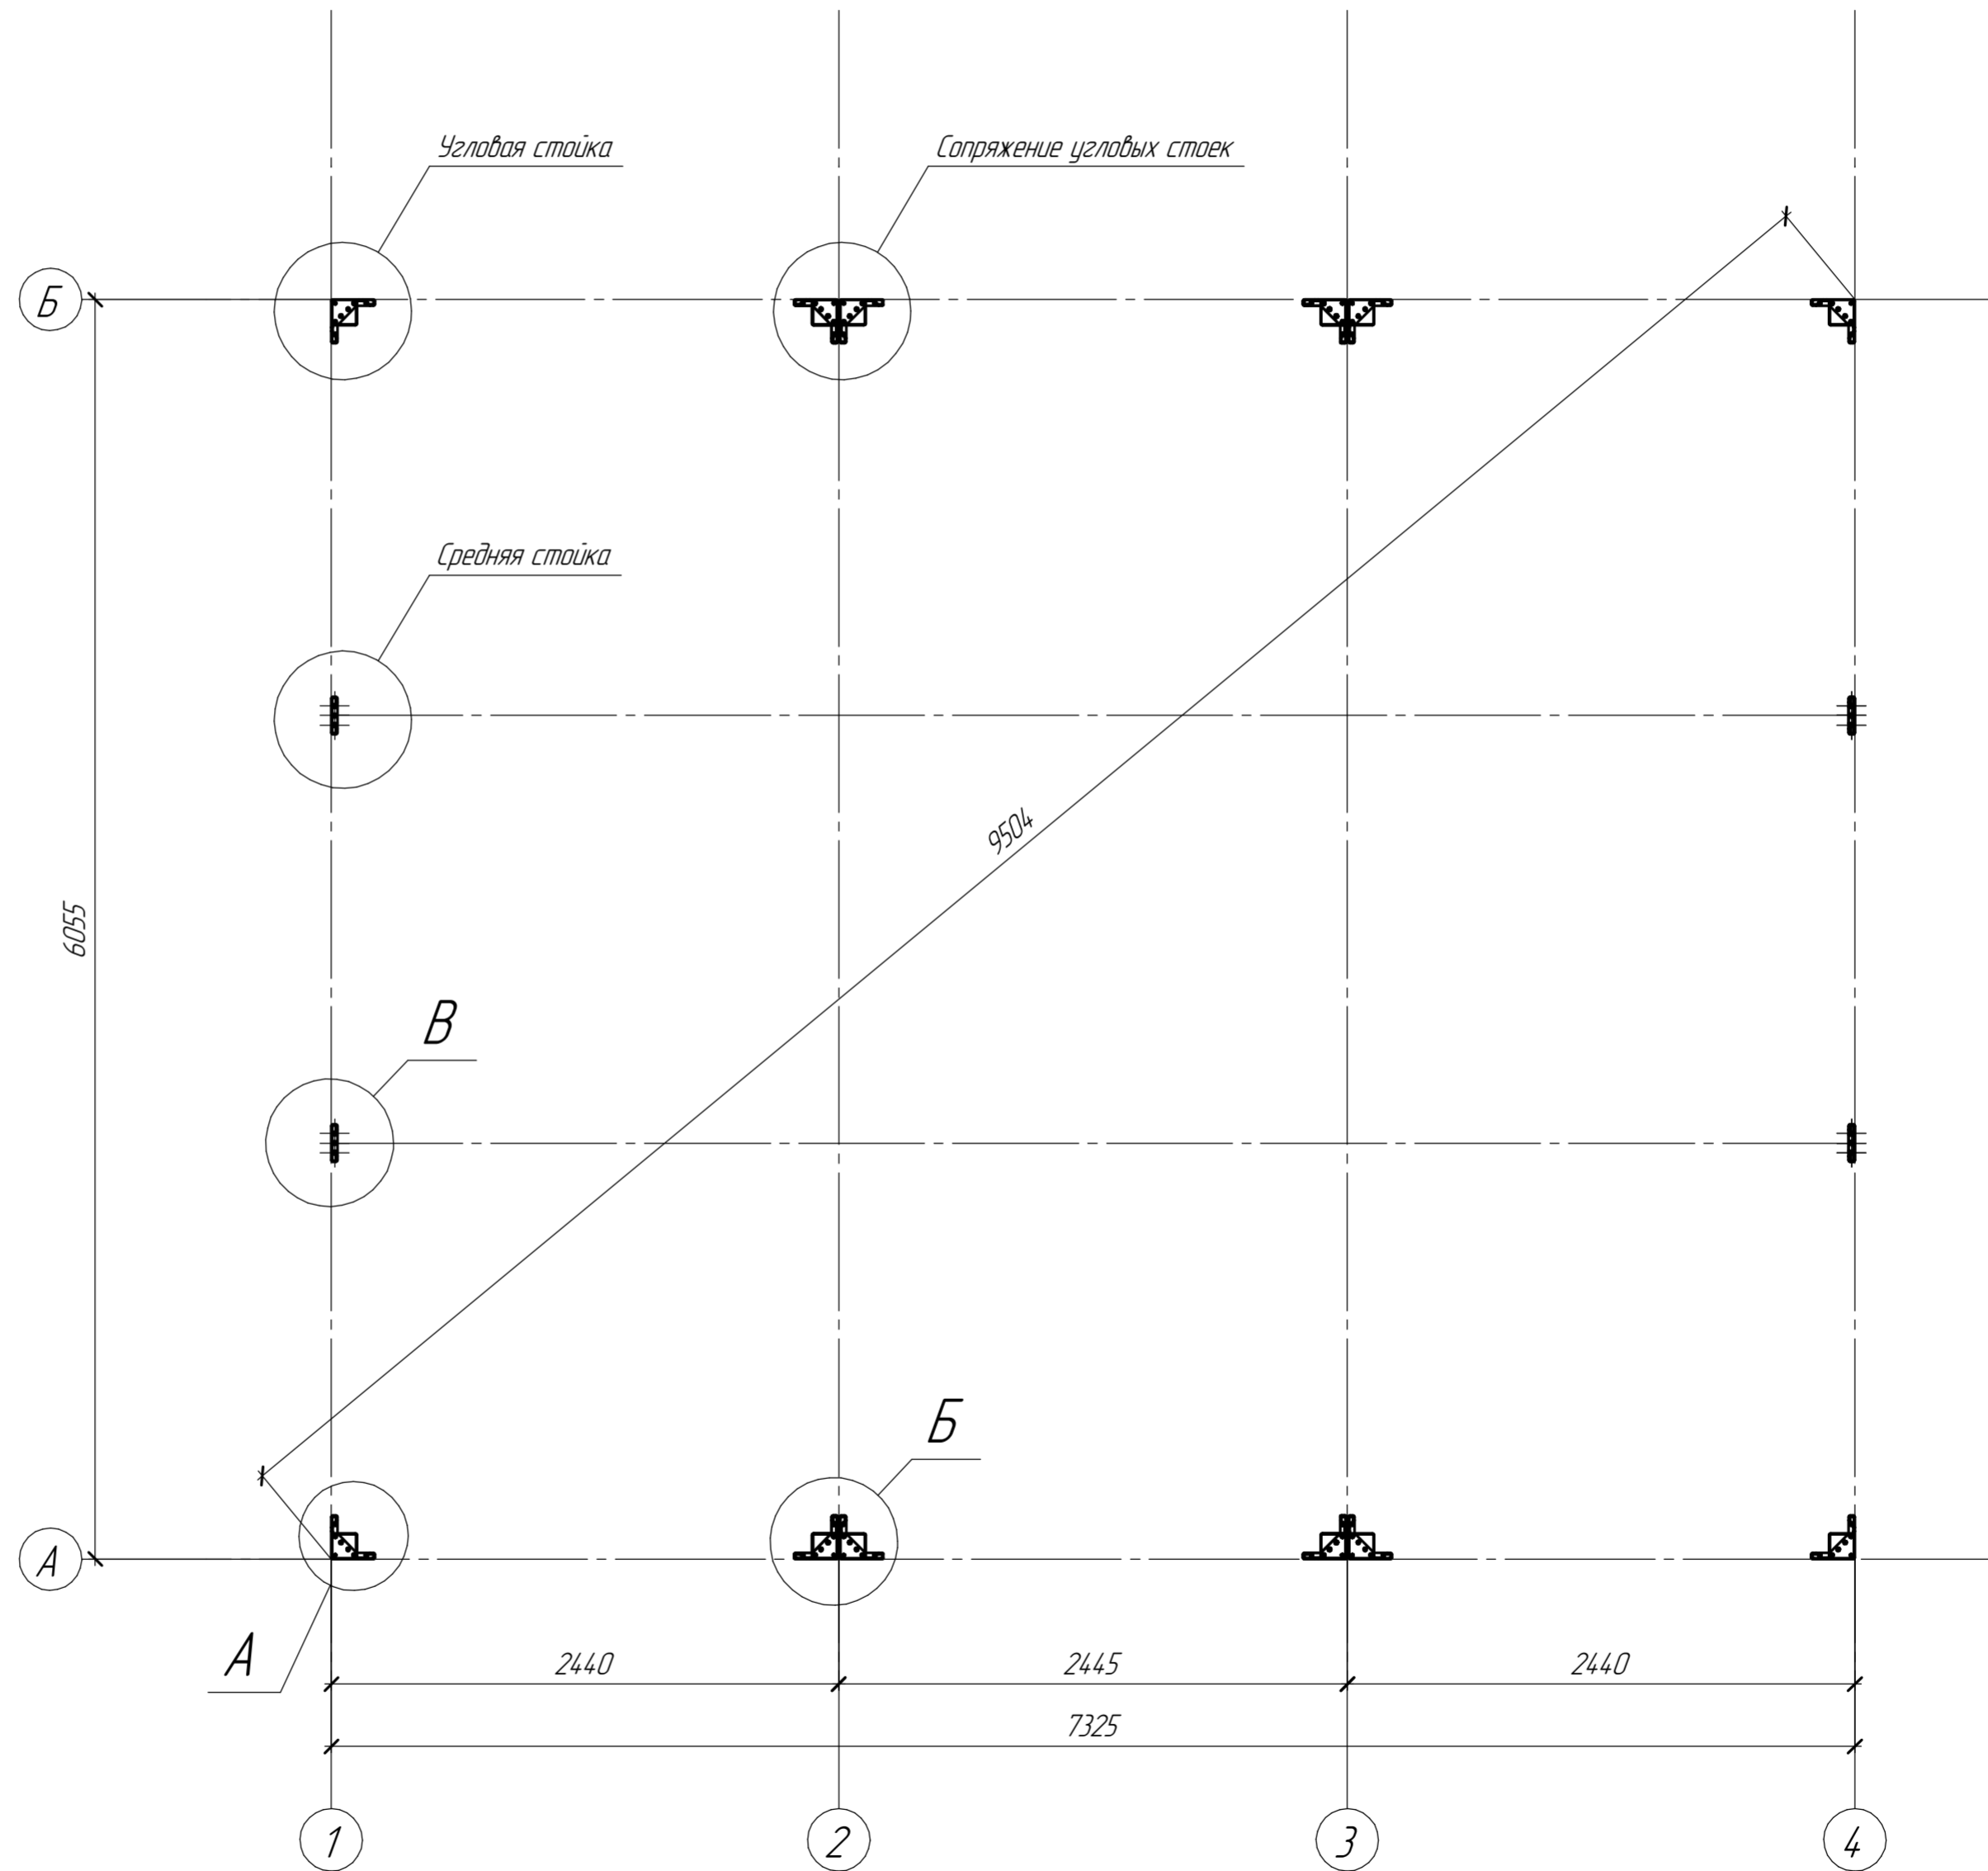 Угловая стойка
Сопряжение угловых стоек
Б
Средняя стойка
9504
6055
В
Б
А
А
2440
2445
2440
7325
1
2
3
4